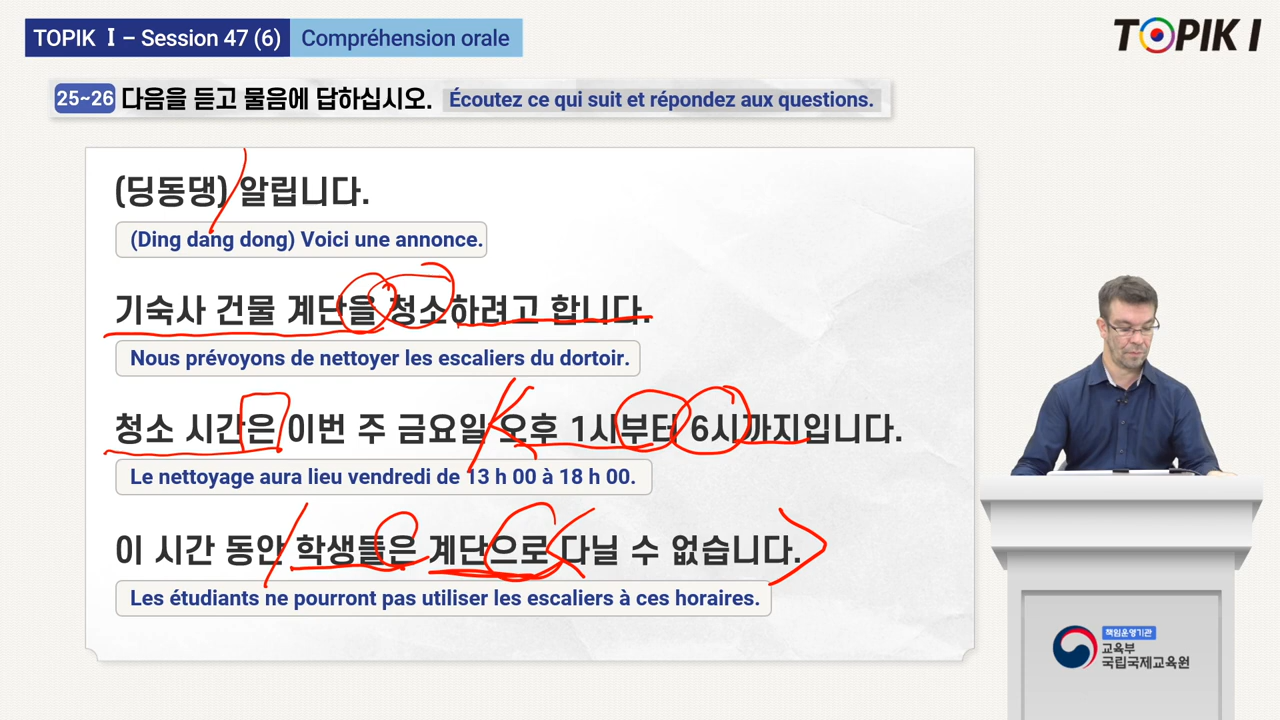 TOPIK Ⅰ – Session 47 (6) Compréhension orale
TOPIK I
25~26 다음을 듣고 물음에 답하십시오. Écoutez ce qui suit et répondez aux questions.
(딩동댕) 알립니다.
(Ding dang dong) Voici une annonce.
기숙사 건물 계단을 청소하려고 합니다.
Nous prévoyons de nettoyer les escaliers du dortoir.
청소 시간은 이번 주 금요일 오후 1시부터 6시까지입니다.
Le nettoyage aura lieu vendredi de 13 h 00 à 18 h 00.
이 시간 동안 학생들은 계단으로 다닐 수 없습니다.
Les étudiants ne pourront pas utiliser les escaliers à ces horaires.
책임운영기관
교육부
국립국제교육원